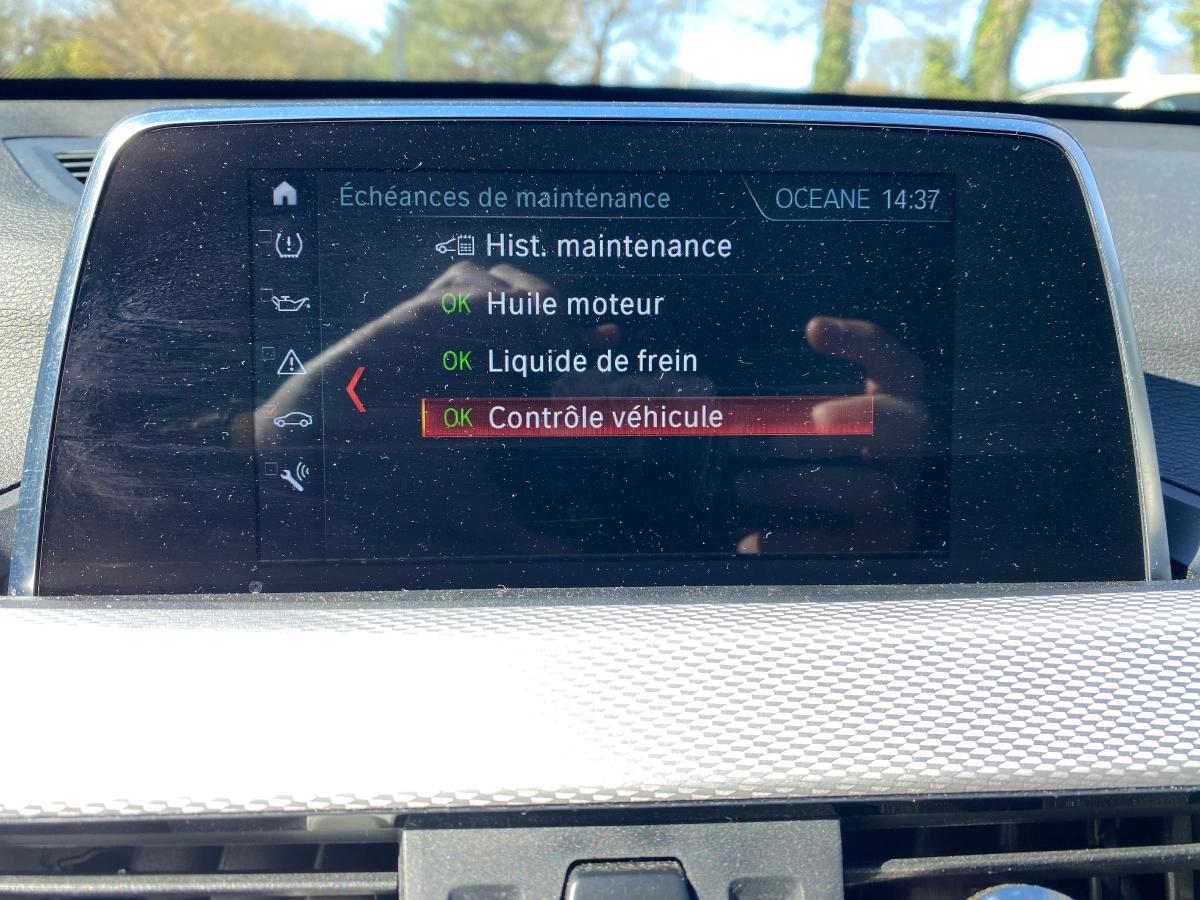 Échéances de maintenance
OCEANE 14:37
Hist. maintenance
OK Huile moteur
OK Liquide de frein
OK Contrôle véhicule